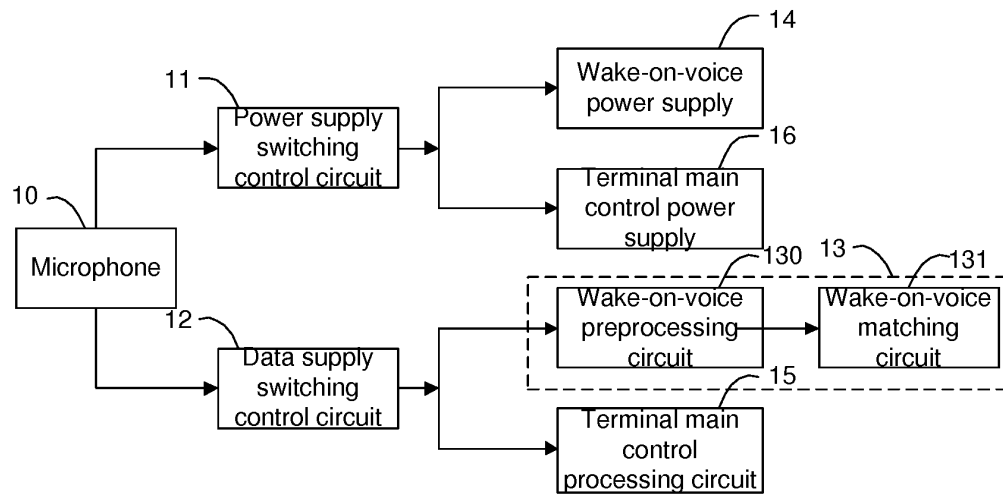 14
Wake-on-voice
power supply
11
Power supply
switching
control circuit
16
Terminal main
control power
supply
10
Microphone
130
13
131
Wake-on-voice
preprocessing
circuit
Wake-on-voice
matching
circuit
12
Data supply
switching
control circuit
15
Terminal main
control
processing circuit